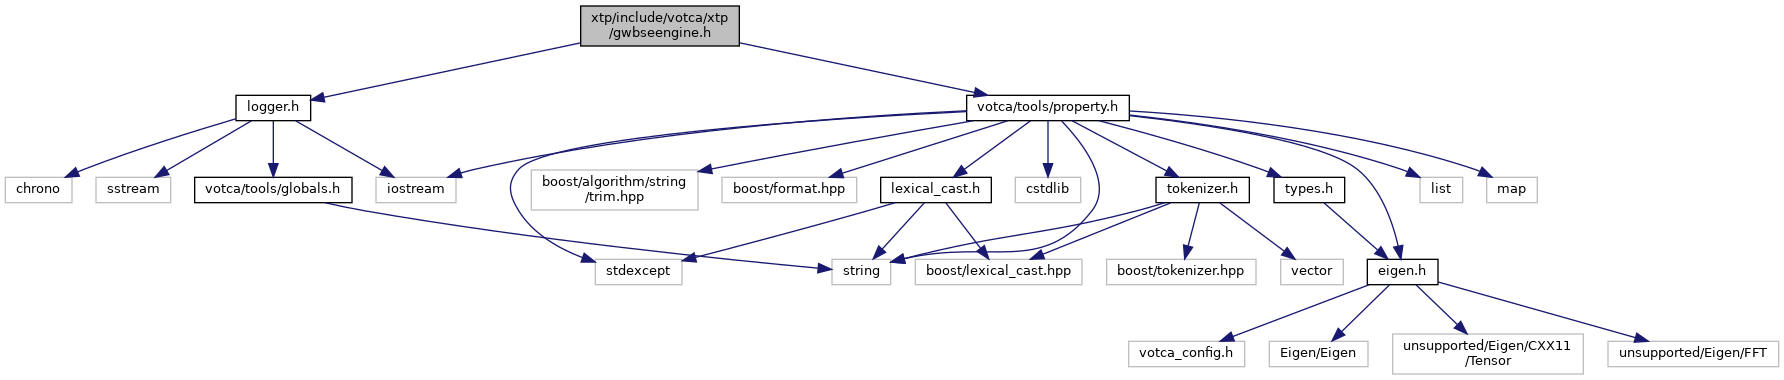 xtp/include/votca/xtp
/gwbseengine.h
logger.h
votca/tools/property.h
chrono
sstream
votca/tools/globals.h
iostream
boost/algorithm/string
/trim.hpp
boost/format.hpp
lexical_cast.h
cstdlib
tokenizer.h
types.h
list
map
stdexcept
string
boost/lexical_cast.hpp
boost/tokenizer.hpp
vector
eigen.h
votca_config.h
Eigen/Eigen
unsupported/Eigen/CXX11
/Tensor
unsupported/Eigen/FFT